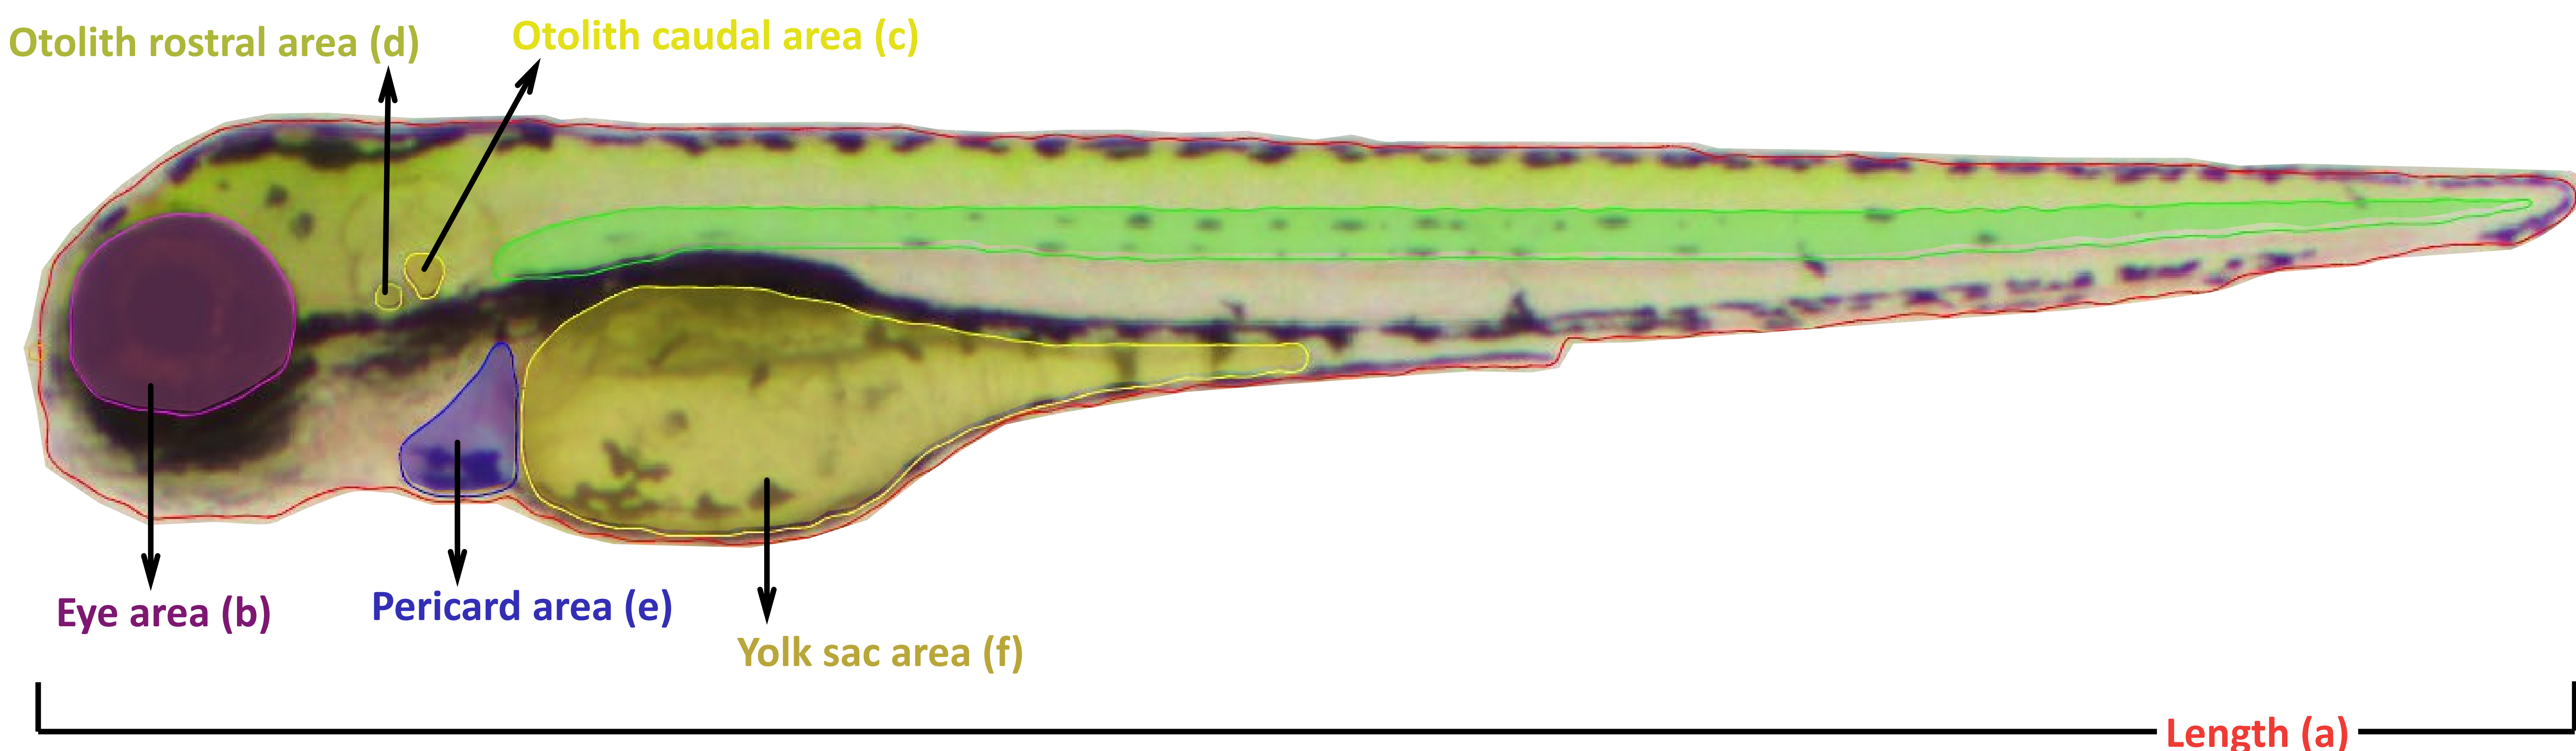 Otolith rostral area (d)
Otolith caudal area (c)
Eye area (b)
Pericard area (e)
Yolk sac area (f)
Length (a)